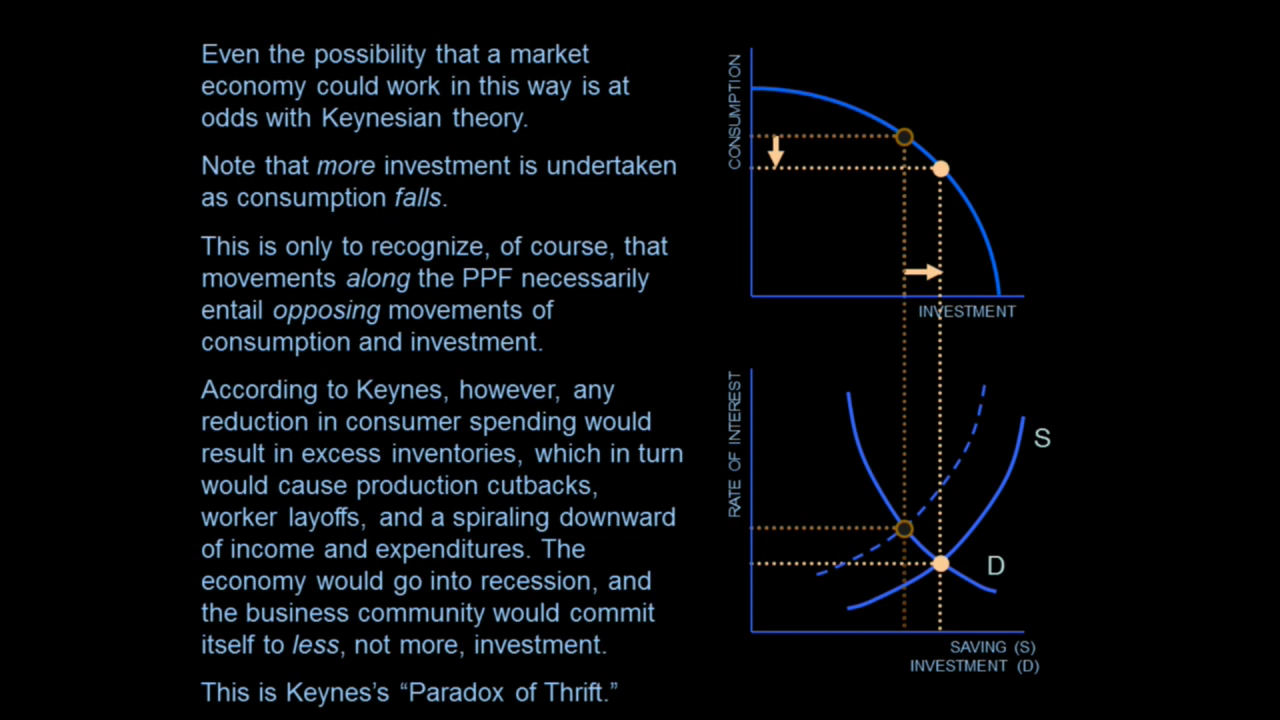 Even the possibility that a market
economy could work in this way is at
odds with Keynesian theory.
Note that more investment is undertaken
as consumption falls.
This is only to recognize, of course, that
movements along the PPF necessarily
entail opposing movements of
consumption and investment.
According to Keynes, however, any
reduction in consumer spending would
result in excess inventories, which in turn
would cause production cutbacks,
worker layoffs, and a spiraling downward
of income and expenditures. The
economy would go into recession, and
the business community would commit
itself to less, not more, investment.
This is Keynes’s “Paradox of Thrift.”
CONSUMPTION
INVESTMENT
RATE OF INTEREST
S
D
SAVING (S)
INVESTMENT (D)